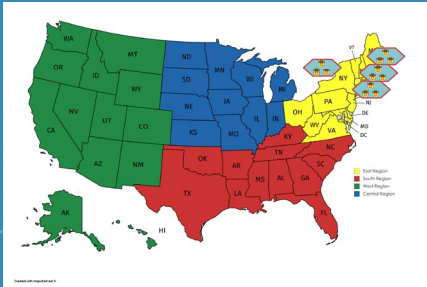 WA
MT
ND
MN
VT
ME
OR
ID
SD
WI
MI
NY
WY
NE
IA
PA
NJ
NV
UT
CO
IL
IN
OH
DE
WV
VA
MD
DC
CA
KS
MO
KY
AZ
NM
OK
AR
TN
NC
SC
TX
LA
MS
AL
GA
FL
AK
HI
East Region
South Region
West Region
Central Region